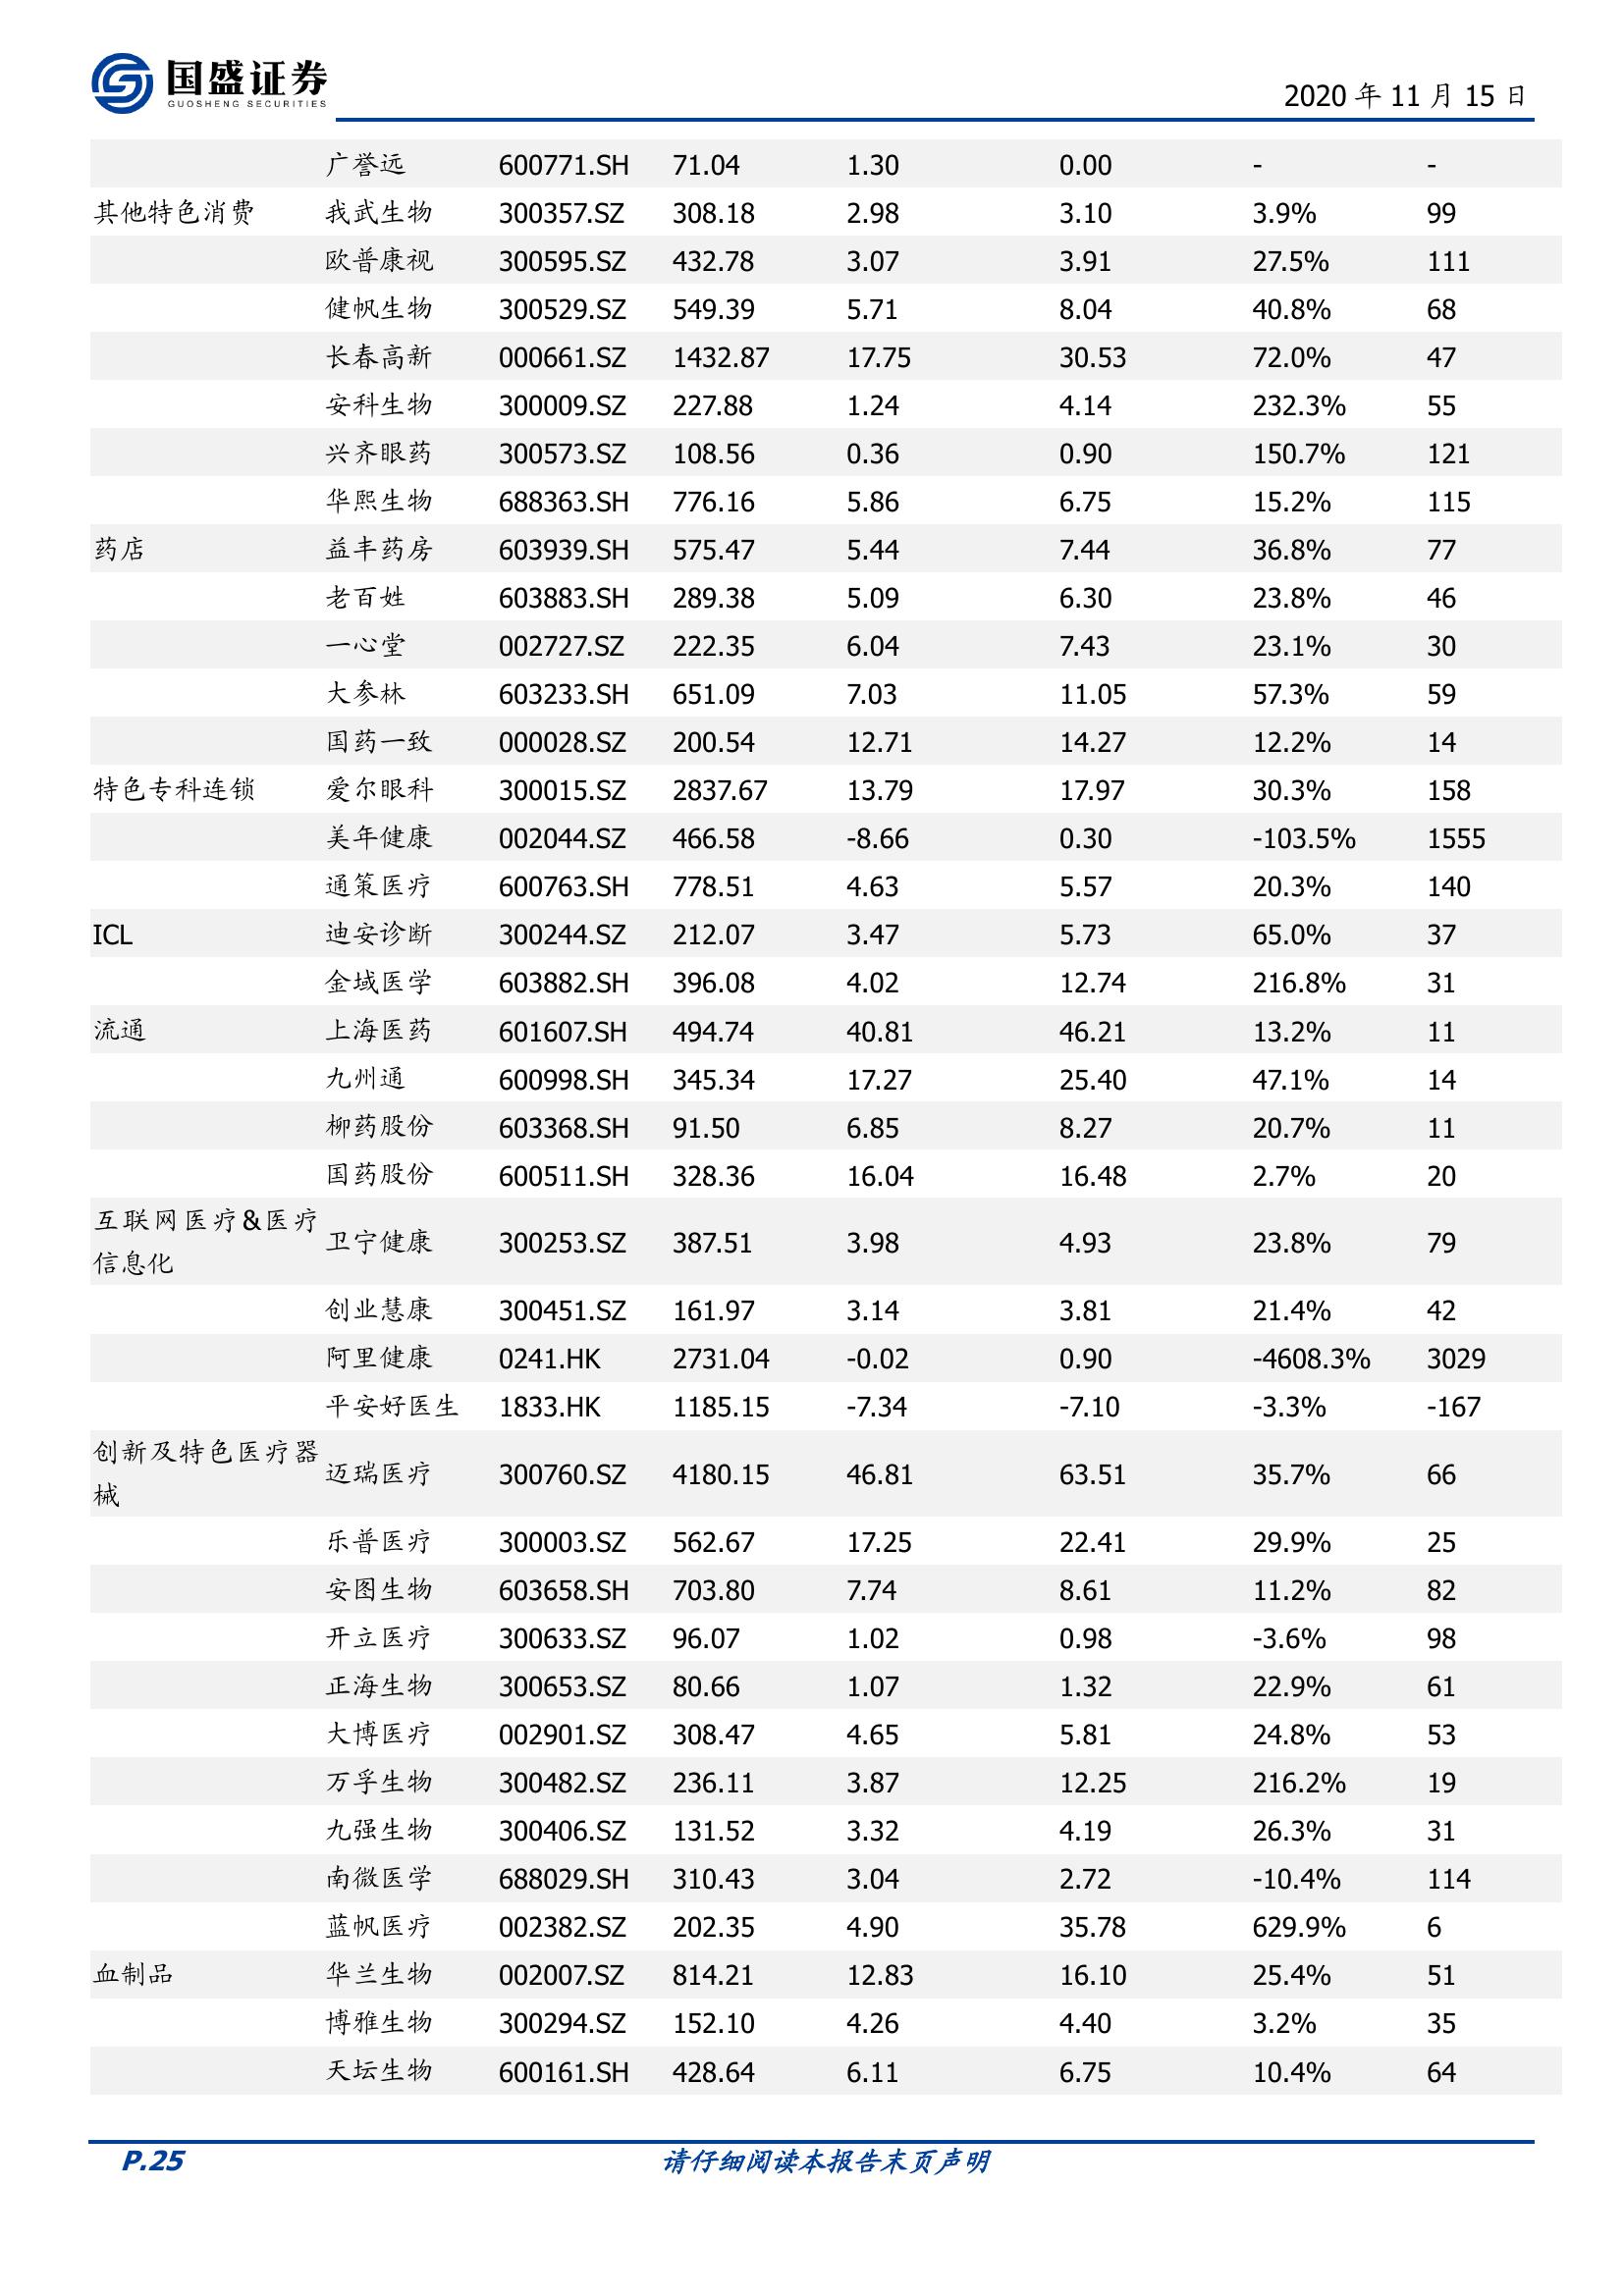 国盛证券
GUOSHENG SECURITIES
2020 年 11 月 15 日
广誉远 600771.SH 71.04 1.30 0.00 - -
其他特色消费 我武生物 300357.SZ 308.18 2.98 3.10 3.9% 99
欧普康视 300595.SZ 432.78 3.07 3.91 27.5% 111
健帆生物 300529.SZ 549.39 5.71 8.04 40.8% 68
长春高新 000661.SZ 1432.87 17.75 30.53 72.0% 47
安科生物 300009.SZ 227.88 1.24 4.14 232.3% 55
兴齐眼药 300573.SZ 108.56 0.36 0.90 150.7% 121
华熙生物 688363.SH 776.16 5.86 6.75 15.2% 115
药店 益丰药房 603939.SH 575.47 5.44 7.44 36.8% 77
老百姓 603883.SH 289.38 5.09 6.30 23.8% 46
一心堂 002727.SZ 222.35 6.04 7.43 23.1% 30
大参林 603233.SH 651.09 7.03 11.05 57.3% 59
国药一致 000028.SZ 200.54 12.71 14.27 12.2% 14
特色专科连锁 爱尔眼科 300015.SZ 2837.67 13.79 17.97 30.3% 158
美年健康 002044.SZ 466.58 -8.66 0.30 -103.5% 1555
通策医疗 600763.SH 778.51 4.63 5.57 20.3% 140
ICL 迪安诊断 300244.SZ 212.07 3.47 5.73 65.0% 37
金域医学 603882.SH 396.08 4.02 12.74 216.8% 31
流通 上海医药 601607.SH 494.74 40.81 46.21 13.2% 11
九州通 600998.SH 345.34 17.27 25.40 47.1% 14
柳药股份 603368.SH 91.50 6.85 8.27 20.7% 11
国药股份 600511.SH 328.36 16.04 16.48 2.7% 20
互联网医疗&医疗
信息化 卫宁健康 300253.SZ 387.51 3.98 4.93 23.8% 79
创业慧康 300451.SZ 161.97 3.14 3.81 21.4% 42
阿里健康 0241.HK 2731.04 -0.02 0.90 -4608.3% 3029
平安好医生 1833.HK 1185.15 -7.34 -7.10 -3.3% -167
创新及特色医疗器
械 迈瑞医疗 300760.SZ 4180.15 46.81 63.51 35.7% 66
乐普医疗 300003.SZ 562.67 17.25 22.41 29.9% 25
安图生物 603658.SH 703.80 7.74 8.61 11.2% 82
开立医疗 300633.SZ 96.07 1.02 0.98 -3.6% 98
正海生物 300653.SZ 80.66 1.07 1.32 22.9% 61
大博医疗 002901.SZ 308.47 4.65 5.81 24.8% 53
万孚生物 300482.SZ 236.11 3.87 12.25 216.2% 19
九强生物 300406.SZ 131.52 3.32 4.19 26.3% 31
南微医学 688029.SH 310.43 3.04 2.72 -10.4% 114
蓝帆医疗 002382.SZ 202.35 4.90 35.78 629.9% 6
血制品 华兰生物 002007.SZ 814.21 12.83 16.10 25.4% 51
博雅生物 300294.SZ 152.10 4.26 4.40 3.2% 35
天坛生物 600161.SH 428.64 6.11 6.75 10.4% 64
P.25 请仔细阅读本报告末页声明